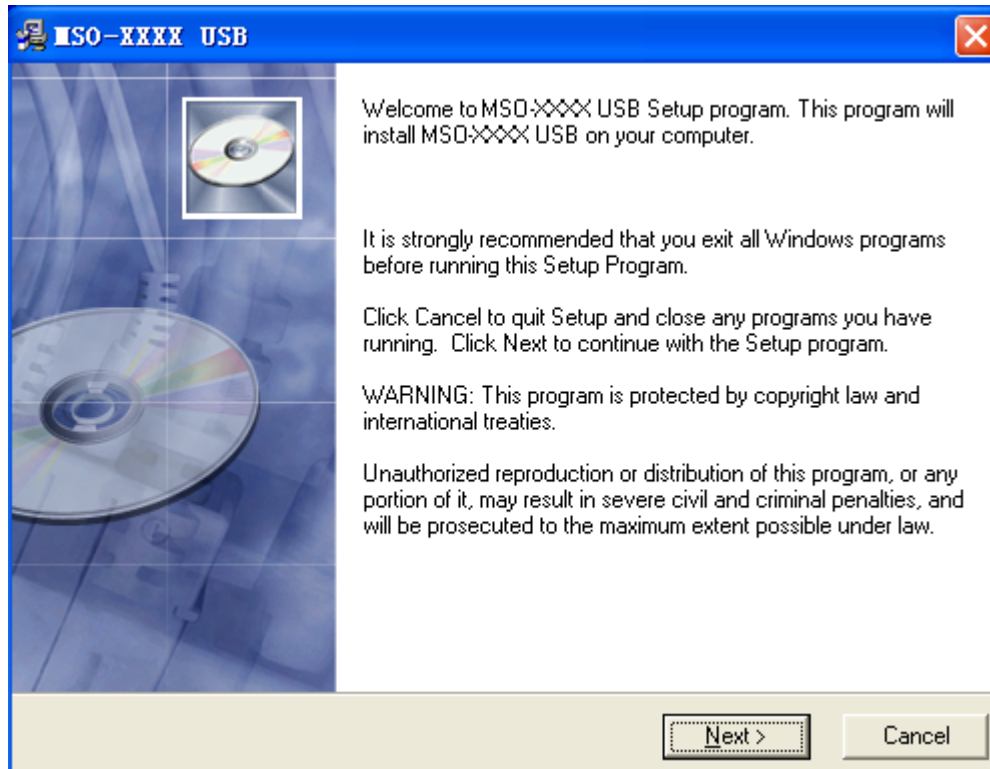 MSO-XXXX USB
Welcome to MSO-XXXX USB Setup program. This program will
install MSO-XXXX USB on your computer.
It is strongly recommended that you exit all Windows programs
before running this Setup Program.
Click Cancel to quit Setup and close any programs you have
running.  Click Next to continue with the Setup program.
WARNING: This program is protected by copyright law and
international treaties.
Unauthorized reproduction or distribution of this program, or any
portion of it, may result in severe civil and criminal penalties, and
will be prosecuted to the maximum extent possible under law.
Next >
Cancel